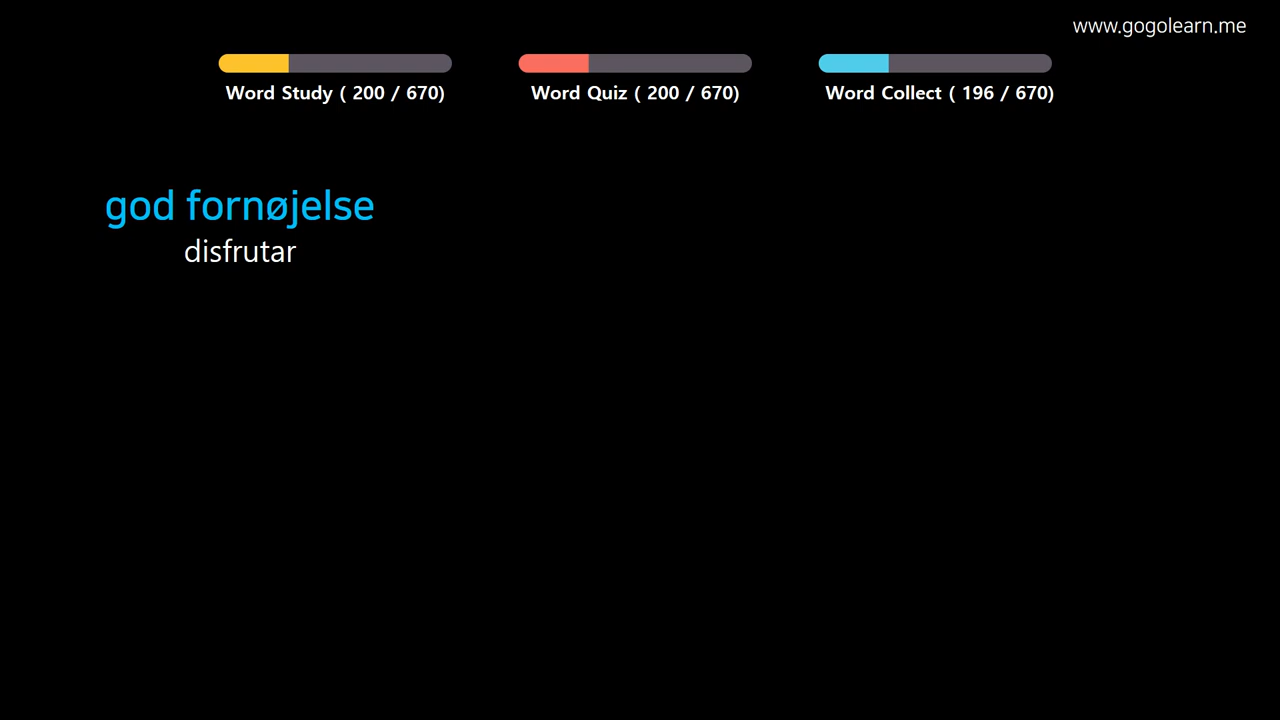 www.gogolearn.me
Word Study ( 200 / 670)
Word Quiz ( 200 / 670)
Word Collect ( 196 / 670)
god fornøjelse
disfrutar